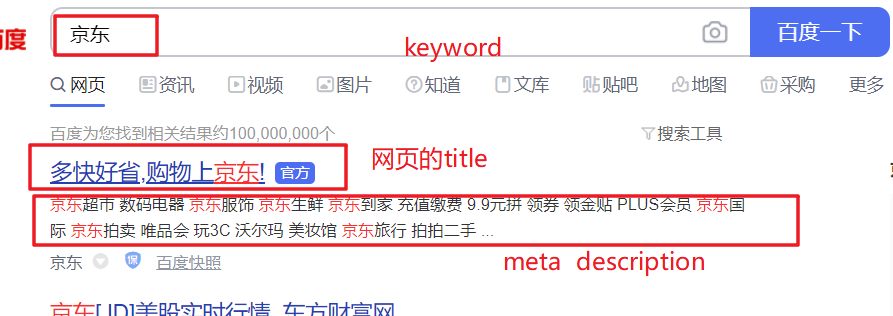 百度
京东
百度一下
keyword
网页 资讯 视频 图片 知道 文库 贴 贴吧 地图 采购 更多
百度为您找到相关结果约100,000,000个
搜索工具
多快好省,购物上京东! 官方
网页的title
京东超市 数码电器 京东服饰 京东生鲜 京东到家 充值缴费 9.9元拼 领券 领金贴 PLUS会员 京东国
际 京东拍卖 唯品会 玩3C 沃尔玛 美妆馆 京东旅行 拍拍二手 ...
京东 保 百度快照
meta description
京东[JD]美股实时行情_东方财富网